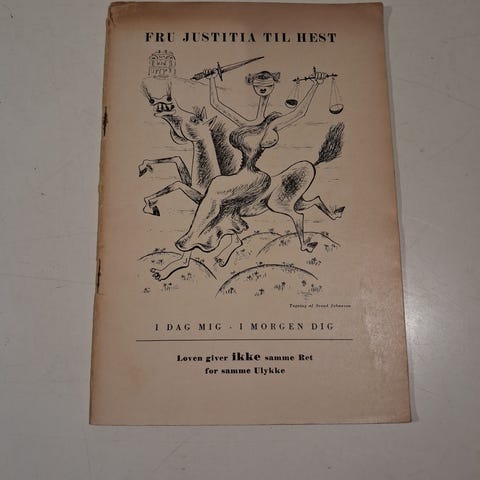 FRU JUSTITIA TIL HEST
Tegning af Svend Johansen
I DAG MIG - I MORGEN DIG
Loven giver ikke samme Ret
for samme Ulykke